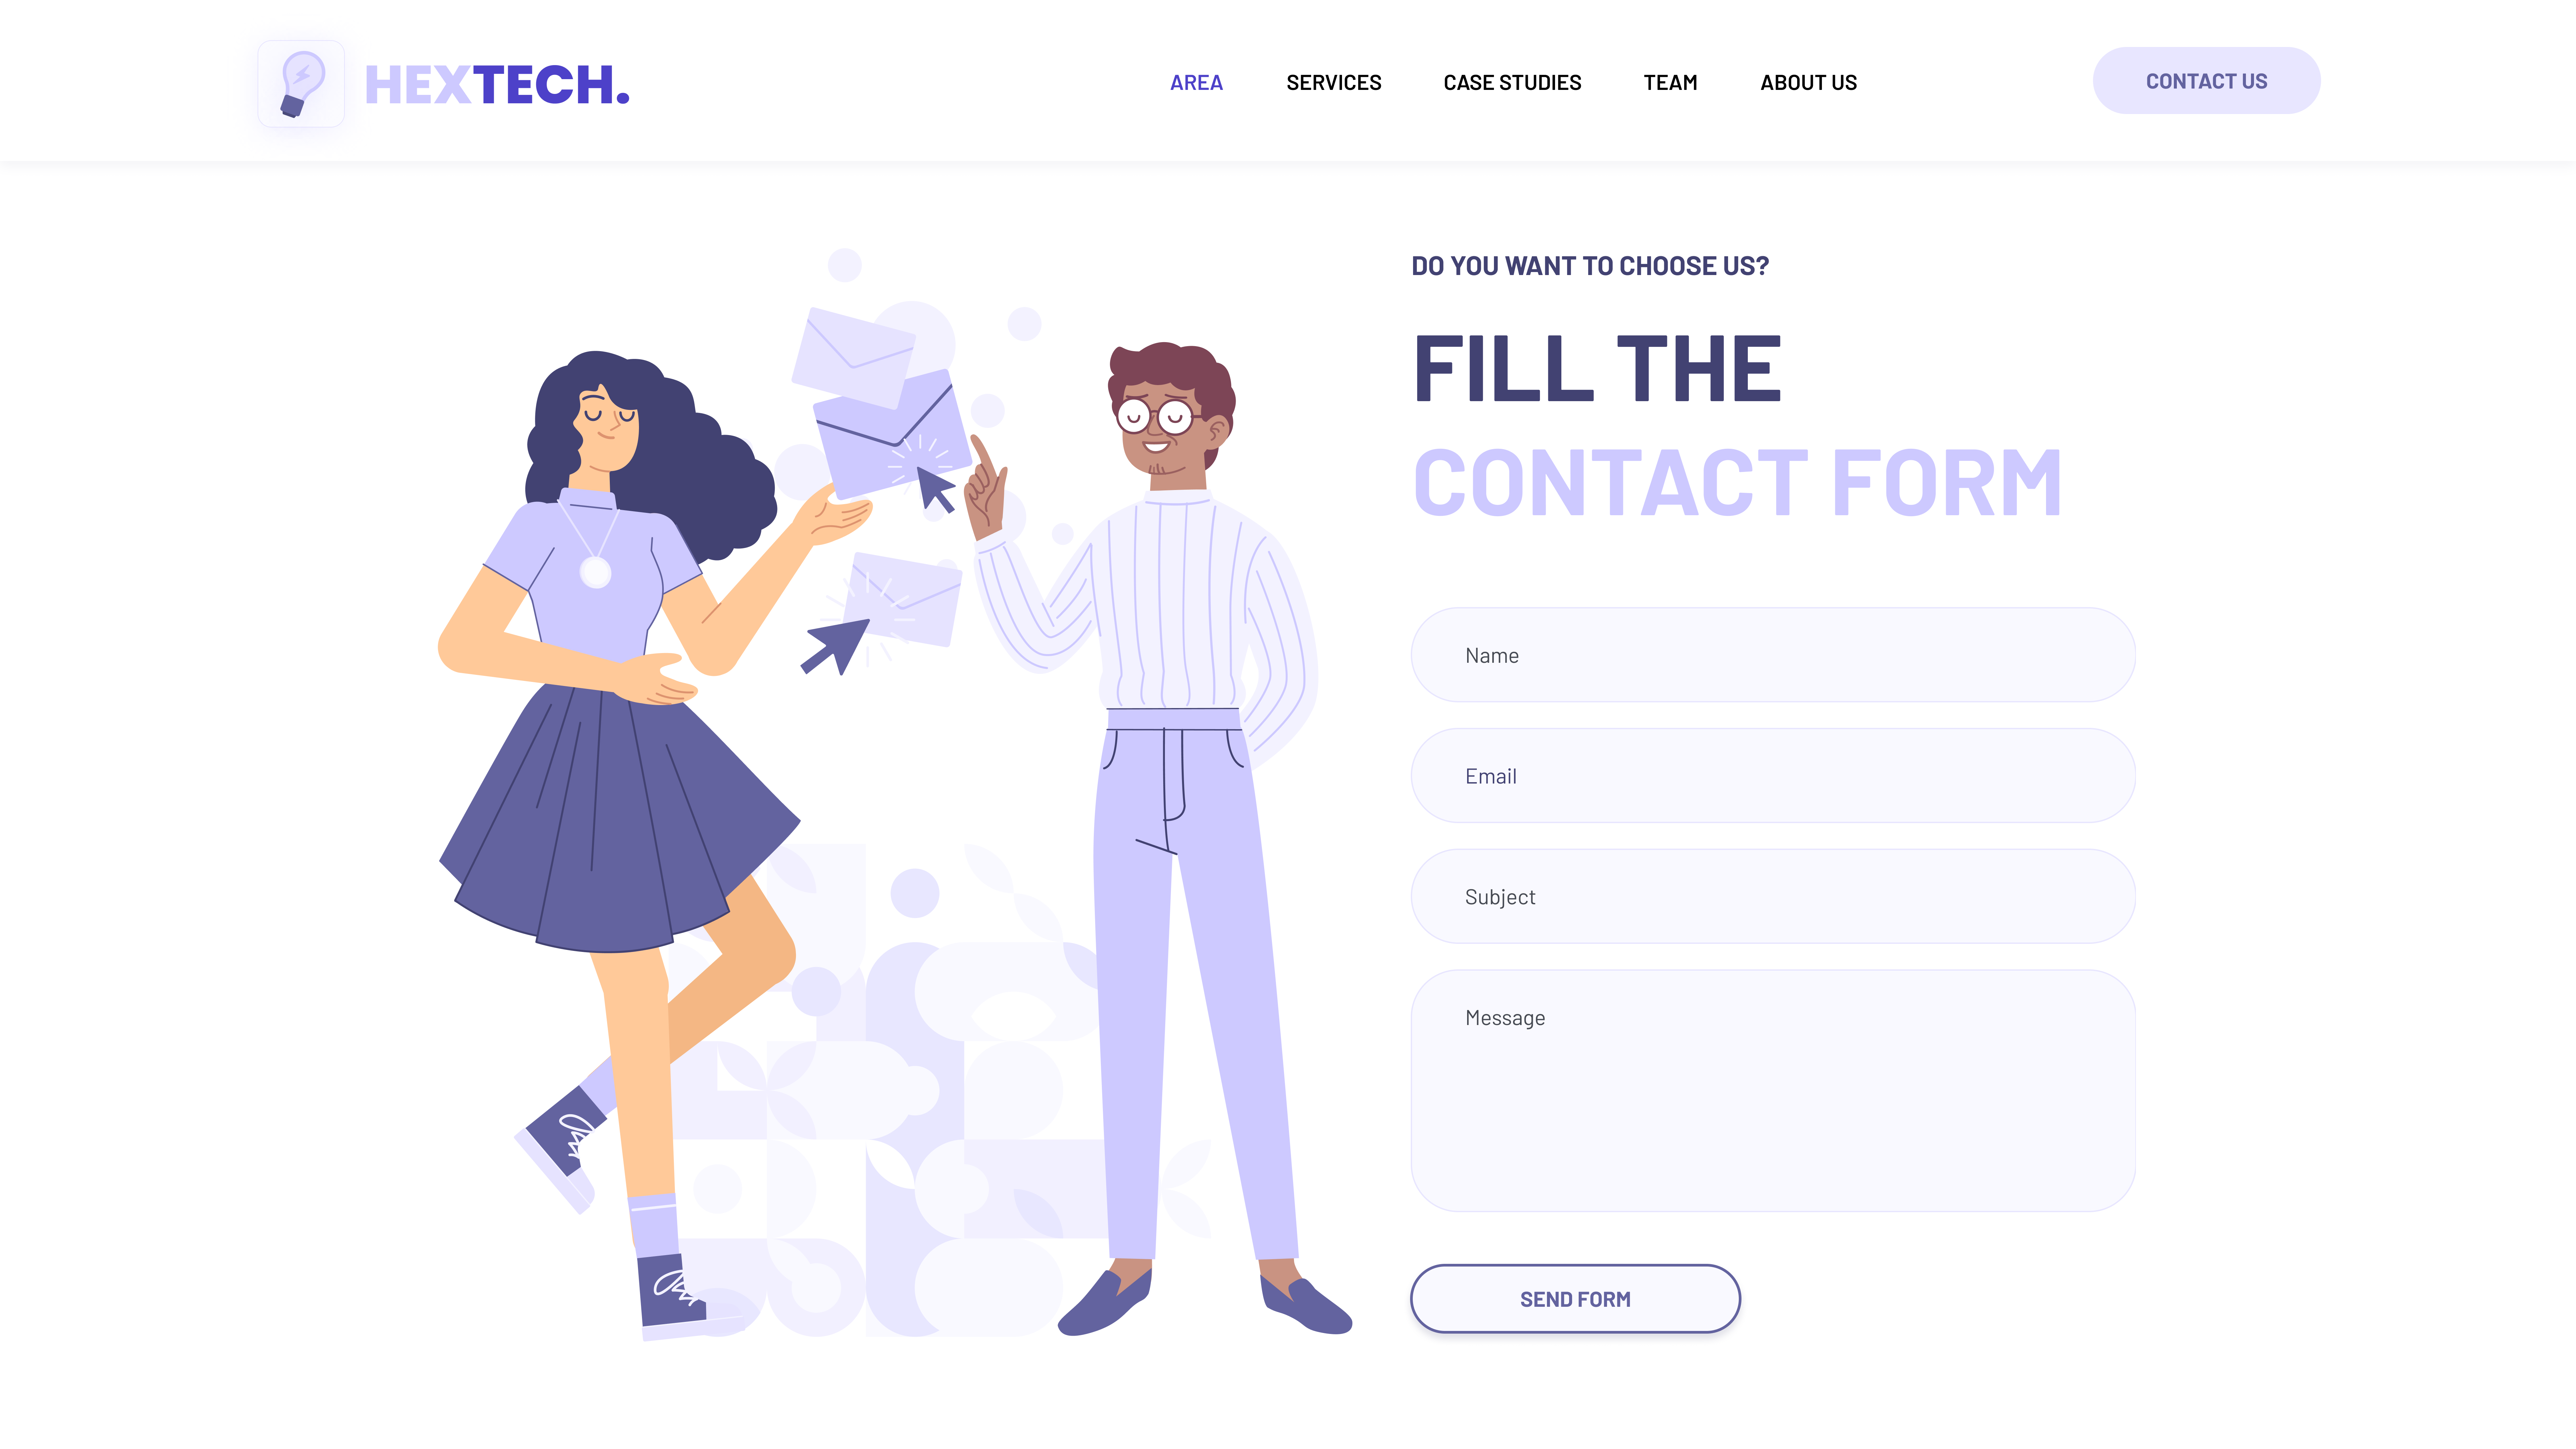 HEXTECH.
AREA SERVICES CASE STUDIES TEAM ABOUT US
CONTACT US
DO YOU WANT TO CHOOSE US?
FILL THE
CONTACT FORM
Name
Email
Subject
Message
SEND FORM